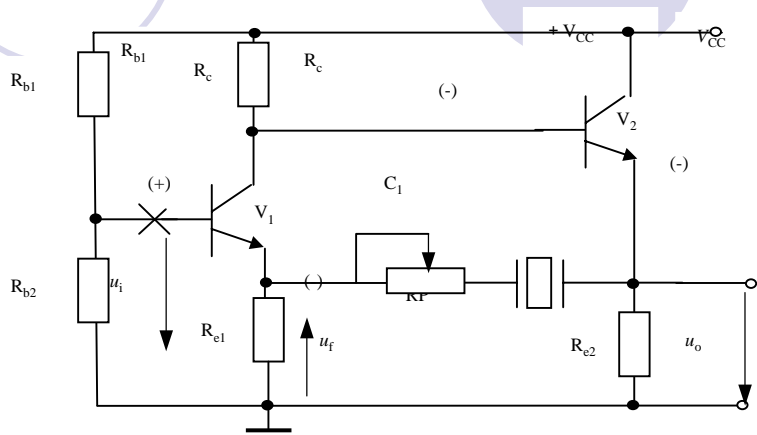 + V_CC
V_CC
R_b1
R_b1
R_c
R_c
(-)
V_2
(-)
(+)
C_1
V_1
R_b2
u_i
(-)
RP
R_e1
u_f
R_e2
u_o